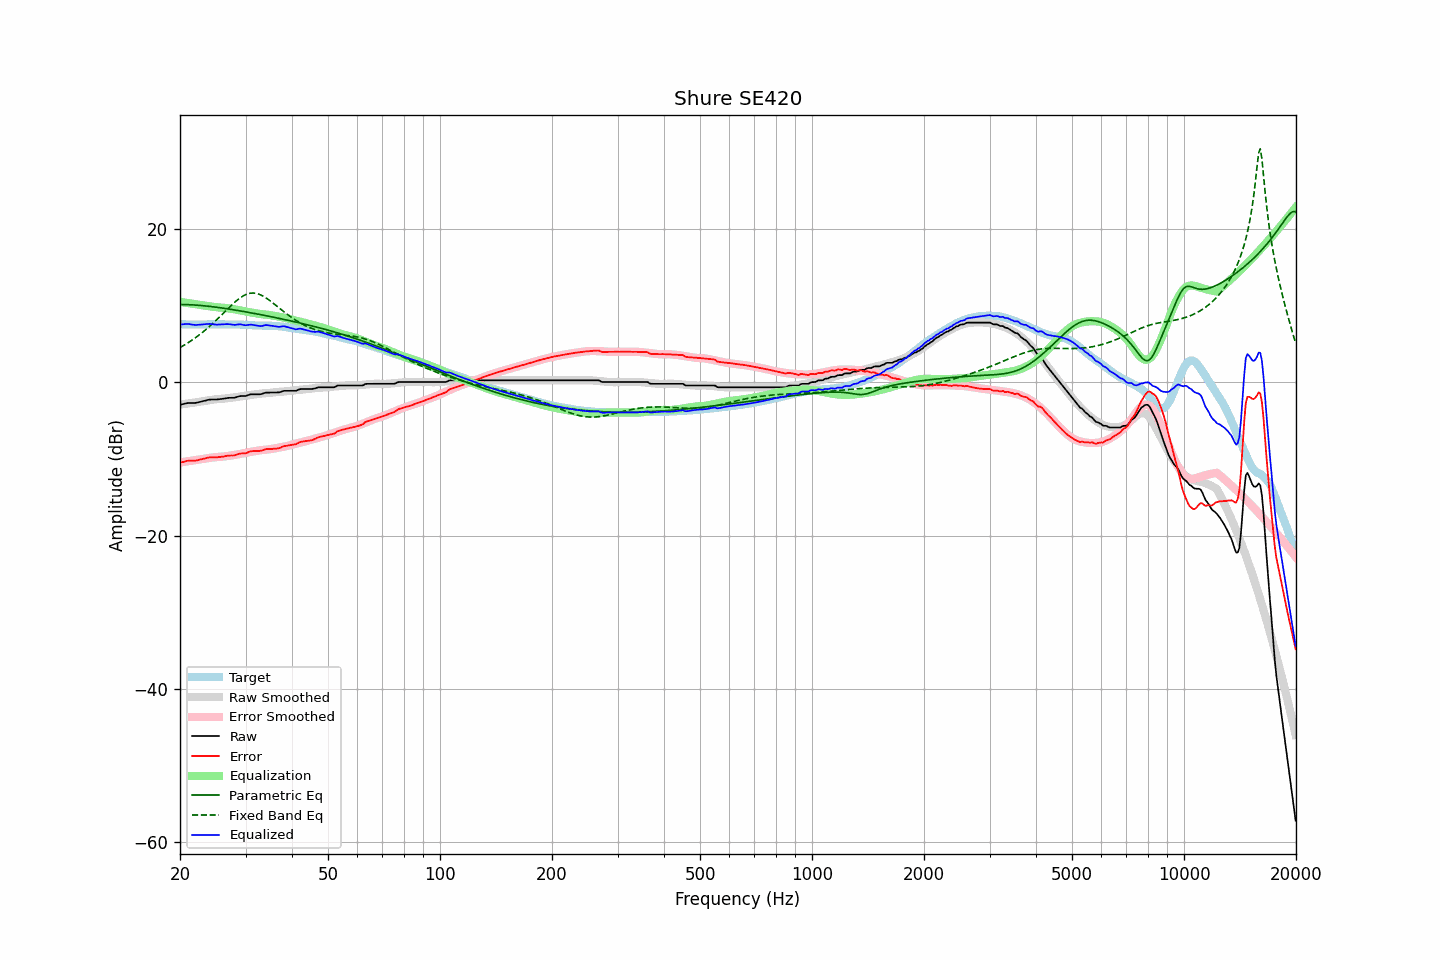 Shure SE420
Amplitude (dBr)
20
0
−20
−40
−60
Target
Raw Smoothed
Error Smoothed
Raw
Error
Equalization
Parametric Eq
Fixed Band Eq
Equalized
20 50 100 200 500 1000 2000 5000 10000 20000
Frequency (Hz)